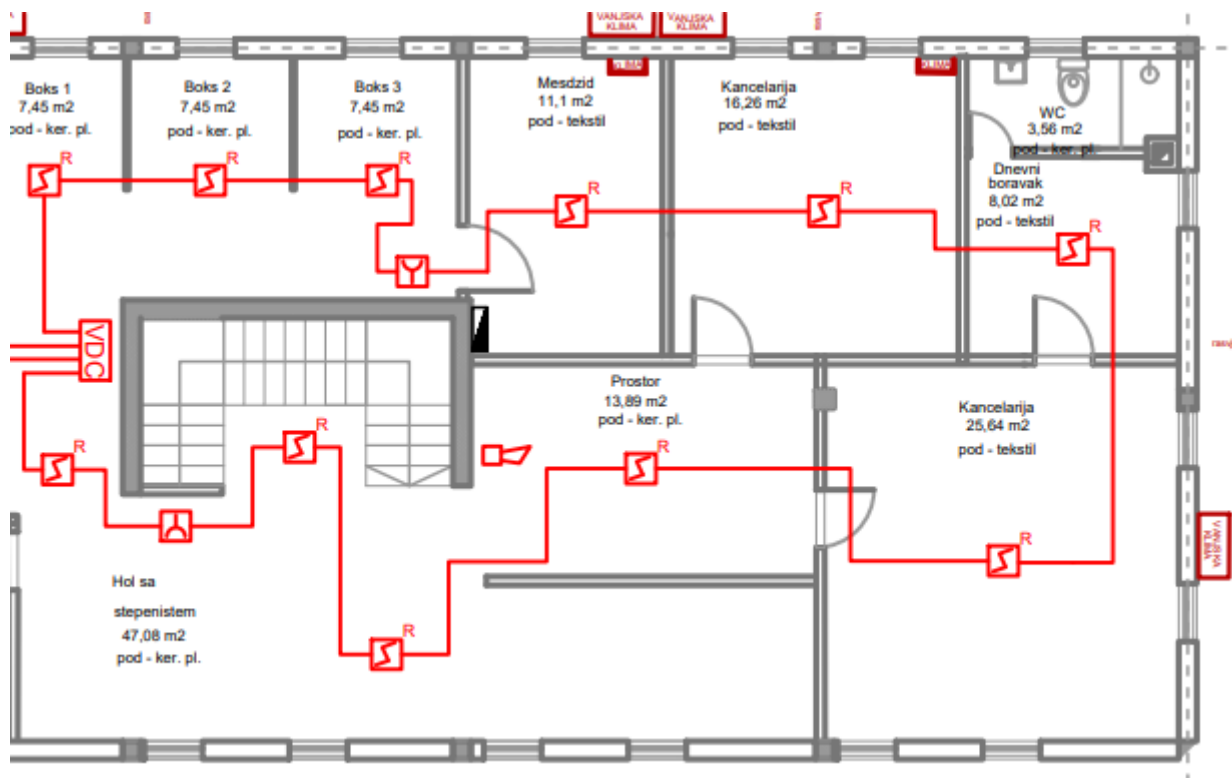 VANJSKA
KLIMA
VANJSKA
KLIMA
KLIMA
KLIMA
Boks 1
7,45 m2
pod - ker. pl.
Boks 2
7,45 m2
pod - ker. pl.
Boks 3
7,45 m2
pod - ker. pl.
Mesdzid
11,1 m2
pod - tekstil
Kancelarija
16,26 m2
pod - tekstil
WC
3,56 m2
pod - ker. pl.
Dnevni
boravak
8,02 m2
pod - tekstil
R
R
R
R
R
R
VDC
Prostor
13,89 m2
pod - ker. pl.
Kancelarija
25,64 m2
pod - tekstil
R
R
R
R
R
VANJSKA
KLIMA
Hol sa
stepenistem
47,08 m2
pod - ker. pl.